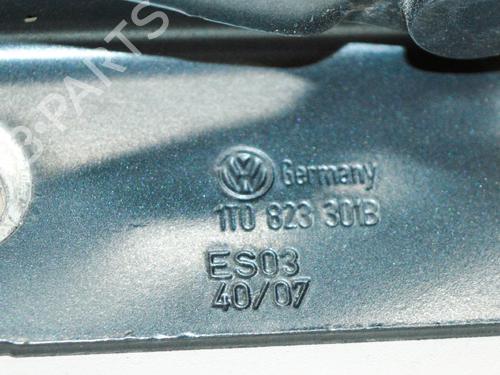 B-PARTS
Germany
1T0 823 301B
ES03
40/07